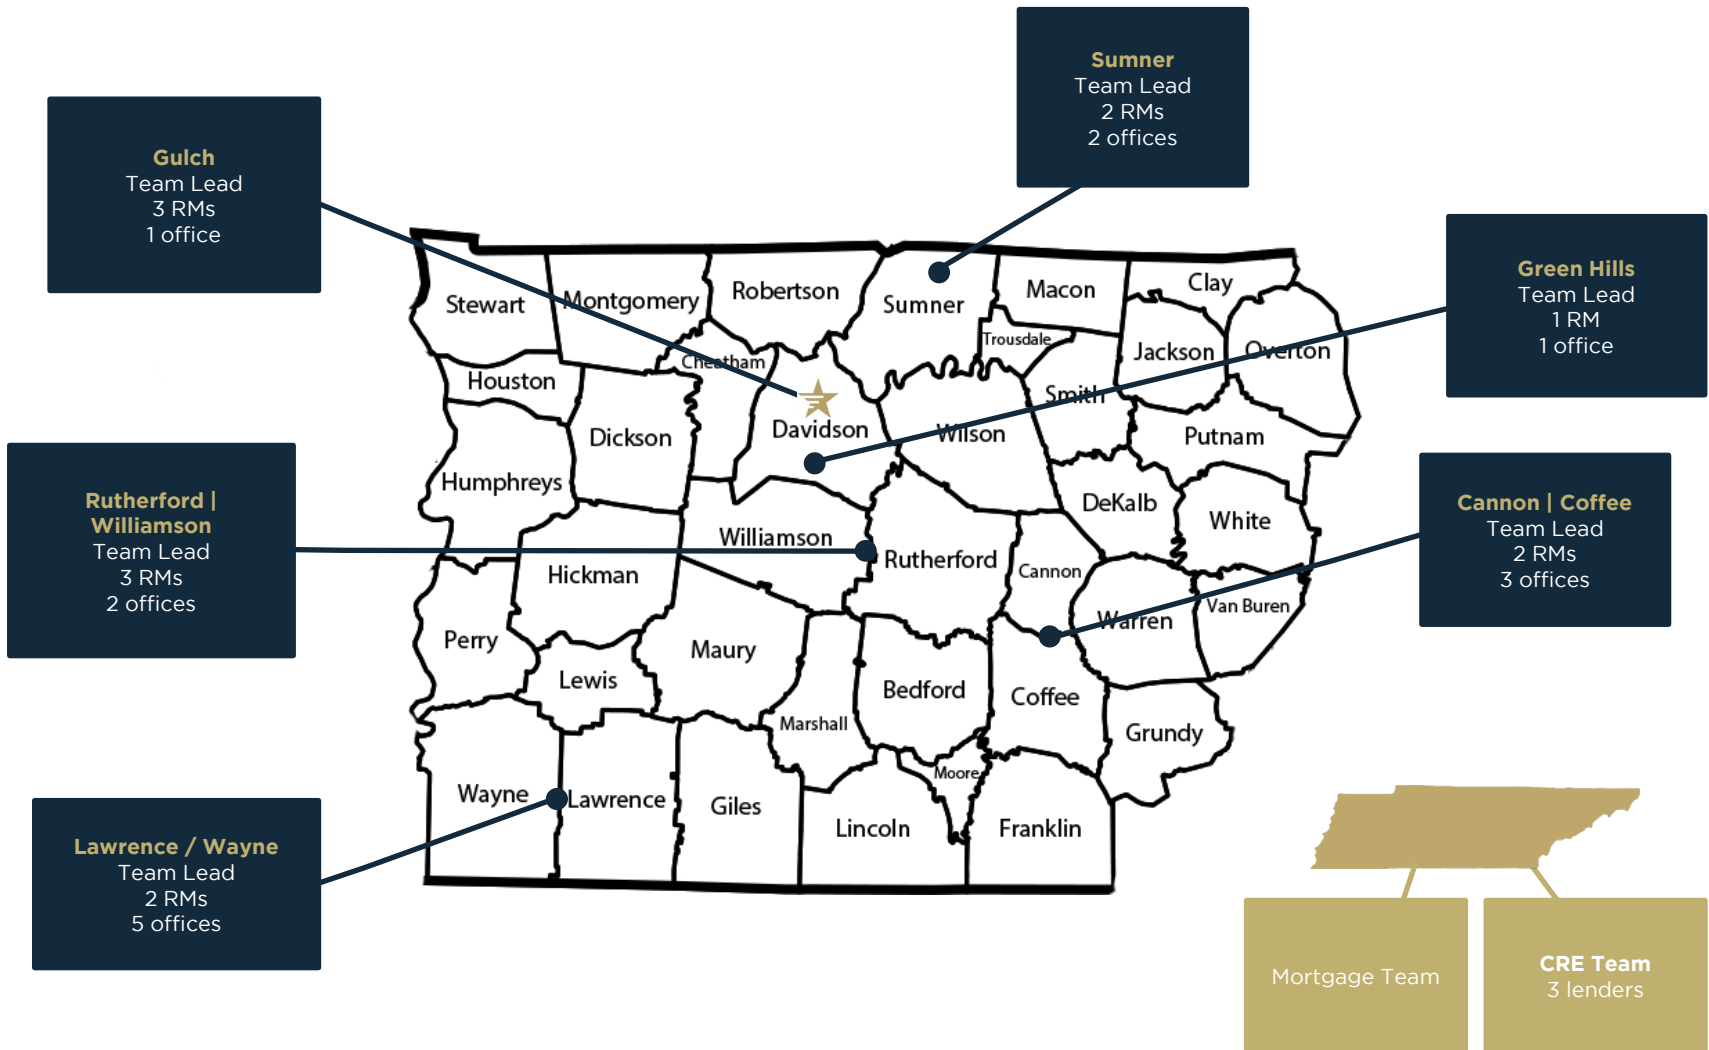 Sumner
Team Lead
2 RMs
2 offices
Gulch
Team Lead
3 RMs
1 office
Green Hills
Team Lead
1 RM
1 office
Rutherford |
Williamson
Team Lead
3 RMs
2 offices
Cannon | Coffee
Team Lead
2 RMs
3 offices
Lawrence / Wayne
Team Lead
2 RMs
5 offices
Stewart
Montgomery
Robertson
Sumner
Macon
Clay
Trousdale
Jackson
Overton
Houston
Cheatham
Smith
Dickson
Davidson
Wilson
Putnam
Humphreys
DeKalb
White
Williamson
Rutherford
Hickman
Cannon
Van Buren
Warren
Perry
Maury
Lewis
Bedford
Coffee
Marshall
Grundy
Moore
Wayne
Lawrence
Giles
Lincoln
Franklin
Mortgage Team
CRE Team
3 lenders